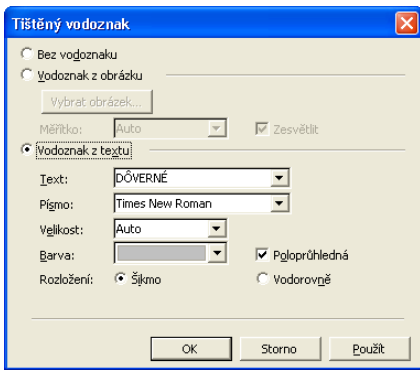 Tištěný vodoznak
Bez vodoznaku
Vodoznak z obrázku
Vybrat obrázek...
Měřítko: Auto Zesvětlit
Vodoznak z textu
Text: DÔVERNÉ
Písmo: Times New Roman
Velikost: Auto
Barva: Poloprůhledná
Rozložení: Šikmo Vodorovně
OK Storno Použít